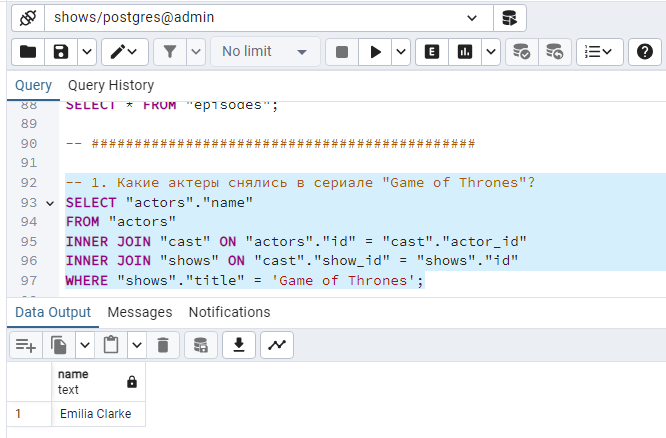 shows/postgres@admin
No limit
E
Query Query History
88 SELECT * FROM "episodes";
89
90 -- ############################################
91
92 -- 1. Какие актеры снялись в сериале "Game of Thrones"?
93 SELECT "actors"."name"
94 FROM "actors"
95 INNER JOIN "cast" ON "actors"."id" = "cast"."actor_id"
96 INNER JOIN "shows" ON "cast"."show_id" = "shows"."id"
97 WHERE "shows"."title" = 'Game of Thrones';
Data Output Messages Notifications
name
text
1 Emilia Clarke